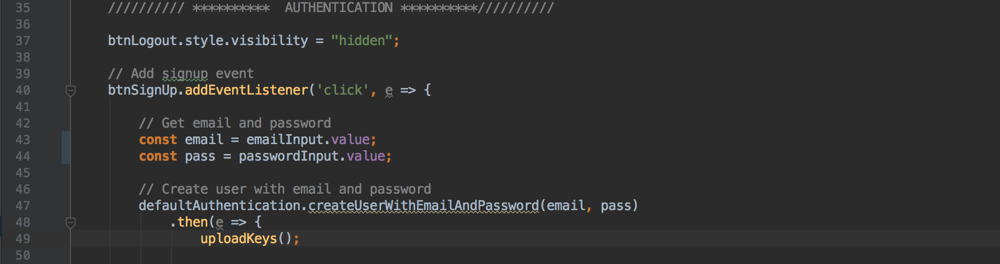 35 ////////// ********** AUTHENTICATION **********//////////
36
37 btnLogout.style.visibility = "hidden";
38
39 // Add signup event
40 btnSignUp.addEventListener('click', e => {
41
42 // Get email and password
43 const email = emailInput.value;
44 const pass = passwordInput.value;
45
46 // Create user with email and password
47 defaultAuthentication.createUserWithEmailAndPassword(email, pass)
48 .then(e => {
49 uploadKeys();
50